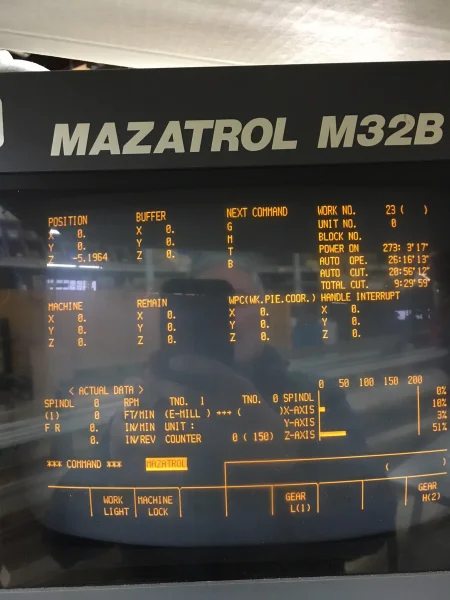 MAZATROL M32B
POSITION BUFFER NEXT COMMAND WORK NO. 23 ( )
X 0. X 0. G UNIT NO. 0
Y 0. Y 0. M BLOCK NO.
Z -5.1964 Z 0. T POWER ON 273: 3'17"
B AUTO OPE. 26:16'13"
AUTO CUT. 20:56'12"
TOTAL CUT. 9:29'59"
MACHINE REMAIN WPC(WK.PIE.COOR.) HANDLE INTERRUPT
X 0. X 0. X 0. X 0.
Y 0. Y 0. Y 0. Y 0.
Z 0. Z 0. Z 0. Z 0.
< ACTUAL DATA > 0 50 100 150 200
SPINDL 0 RPM TNO. 1 TNO. 0 SPINDL 0%
(1) 0 FT/MIN (E-MILL ) +++ ( )X-AXIS 10%
F R 0. IN/MIN UNIT : Y-AXIS 3%
0. IN/REV COUNTER 0 ( 150) Z-AXIS 51%
*** COMMAND *** MAZATROL ( )
WORK LIGHT MACHINE LOCK GEAR L(1) GEAR H(2)